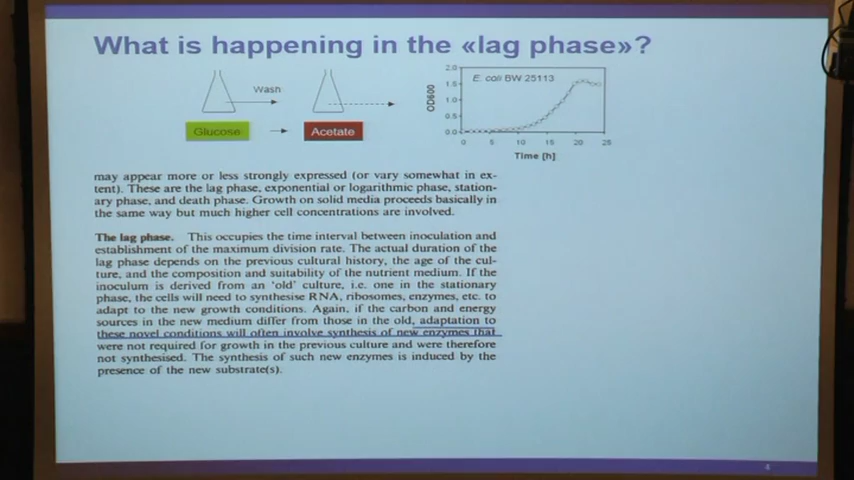 What is happening in the «lag phase»?
Wash
Glucose
Acetate
E. coli BW 25113
OD600
2.0
1.5
1.0
0.5
0.0
0 5 10 15 20 25
Time [h]
may appear more or less strongly expressed (or vary somewhat in ex-
tent). These are the lag phase, exponential or logarithmic phase, station-
ary phase, and death phase. Growth on solid media proceeds basically in
the same way but much higher cell concentrations are involved.
The lag phase. This occupies the time interval between inoculation and
establishment of the maximum division rate. The actual duration of the
lag phase depends on the previous cultural history, the age of the cul-
ture, and the composition and suitability of the nutrient medium. If the
inoculum is derived from an 'old' culture, i.e. one in the stationary
phase, the cells will need to synthesise RNA, ribosomes, enzymes, etc. to
adapt to the new growth conditions. Again, if the carbon and energy
sources in the new medium differ from those in the old, adaptation to
these novel conditions will often involve synthesis of new enzymes that
were not required for growth in the previous culture and were therefore
not synthesised. The synthesis of such new enzymes is induced by the
presence of the new substrate(s).